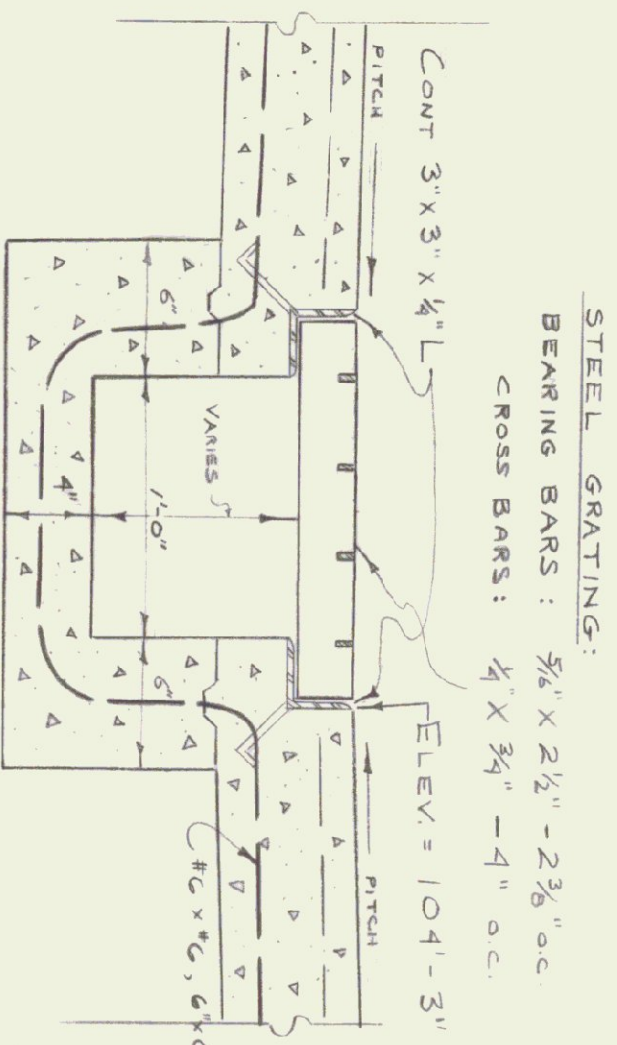 STEEL GRATING:
BEARING BARS: 5/16" X 2 1/2" - 2 3/8" o.c.
CROSS BARS: 1/4" X 3/4" - 4" o.c.
CONT 3" X 3" X 1/4" L
ELEV. = 104'-3"
PITCH
PITCH
VARIES
6"
1'-0"
6"
4"
#6 x #6, 6" x